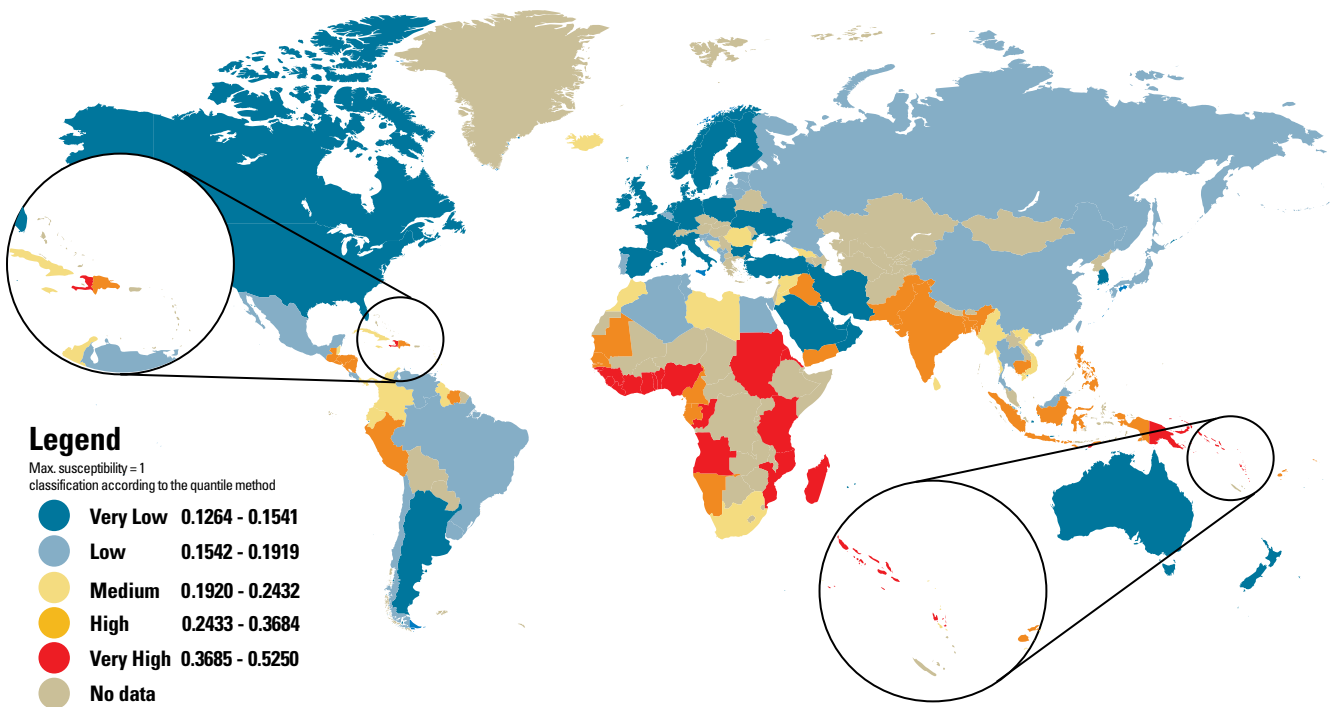 Legend
Max. susceptibility = 1
classification according to the quantile method
Very Low 0.1264 - 0.1541
Low 0.1542 - 0.1919
Medium 0.1920 - 0.2432
High 0.2433 - 0.3684
Very High 0.3685 - 0.5250
No data